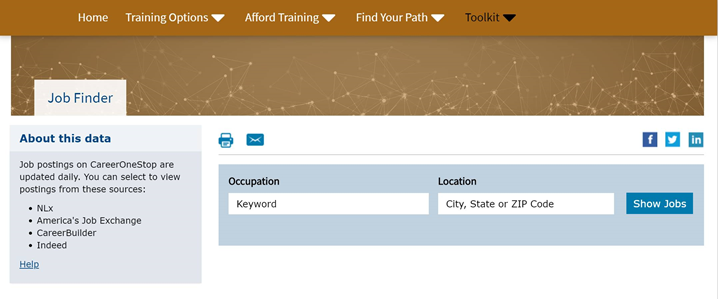 Home Training Options Afford Training Find Your Path Toolkit
Job Finder
About this data
Job postings on CareerOneStop are
updated daily. You can select to view
postings from these sources:
• NLx
• America's Job Exchange
• CareerBuilder
• Indeed
Help
f in
Occupation Location
Keyword City, State or ZIP Code Show Jobs